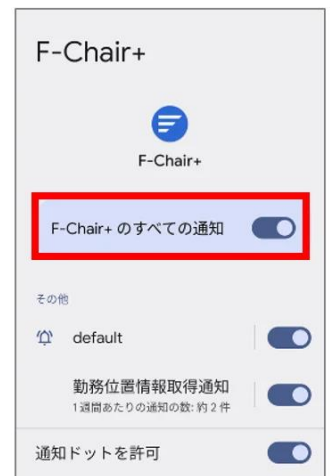 F-Chair+
F-Chair+
F-Chair+ のすべての通知
その他
default
勤務位置情報取得通知
1週間あたりの通知の数: 約 2 件
通知ドットを許可